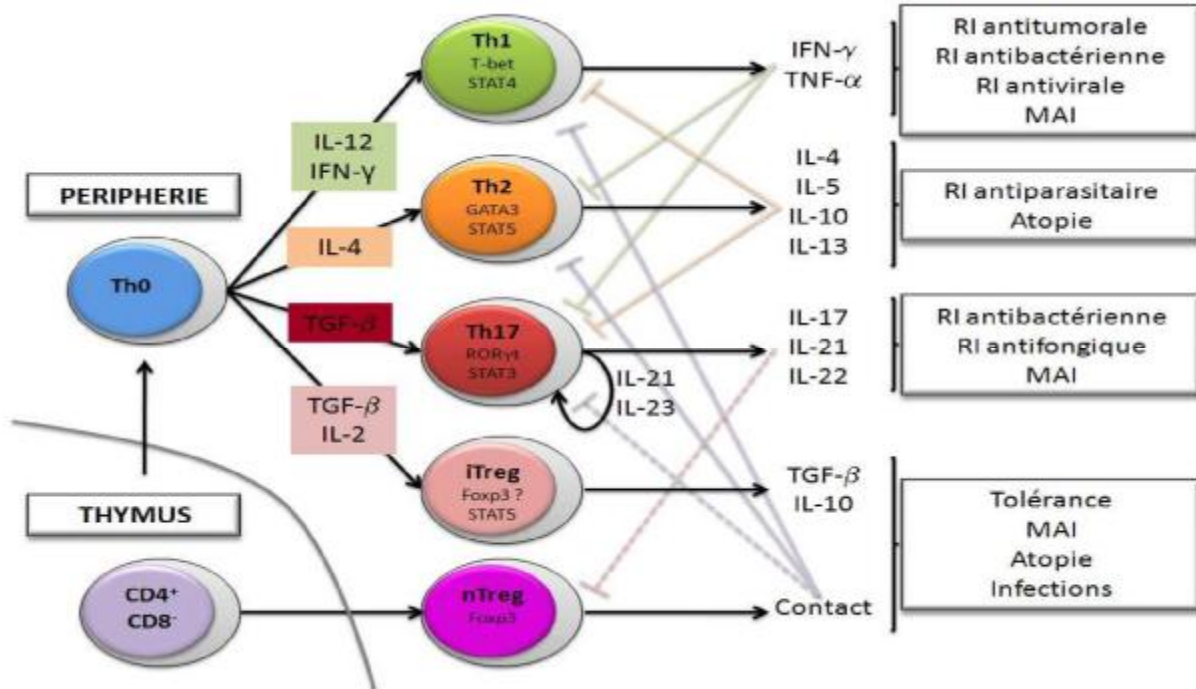 Th1
T-bet
STAT4
IFN-γ
TNF-α
RI antitumorale
RI antibactérienne
RI antivirale
MAI
IL-12
IFN-γ
PERIPHERIE
Th2
GATA3
STAT5
IL-4
IL-4
IL-5
IL-10
IL-13
RI antiparasitaire
Atopie
Th0
TGF-β
Th17
RORγt
STAT3
IL-21
IL-23
IL-17
IL-21
IL-22
RI antibactérienne
RI antifongique
MAI
TGF-β
IL-2
iTreg
Foxp3 ?
STAT5
TGF-β
IL-10
THYMUS
CD4⁺
CD8⁻
nTreg
Foxp3
Contact
Tolérance
MAI
Atopie
Infections